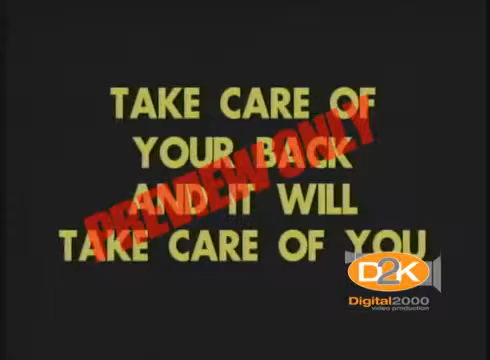 TAKE CARE OF
YOUR BACK
AND IT WILL
TAKE CARE OF YOU
PREVIEW ONLY
D2K
Digital2000
video production